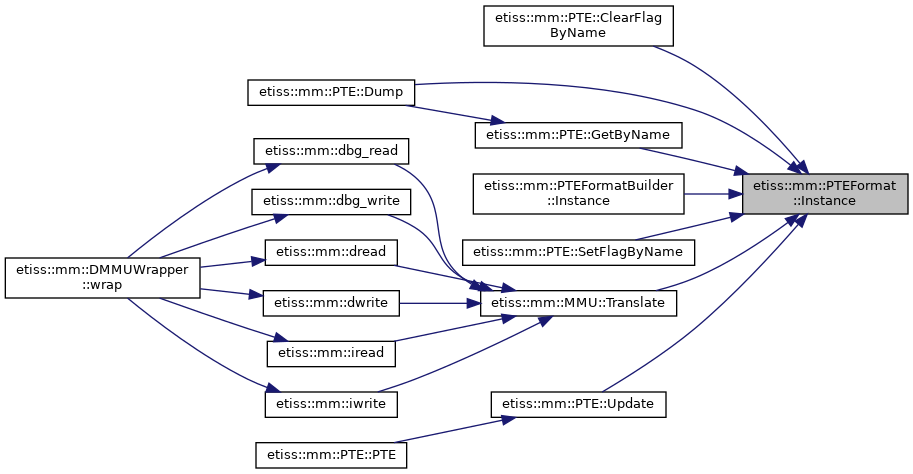 etiss::mm::PTE::ClearFlag
ByName
etiss::mm::PTE::Dump
etiss::mm::PTE::GetByName
etiss::mm::dbg_read
etiss::mm::PTEFormatBuilder
::Instance
etiss::mm::PTEFormat
::Instance
etiss::mm::dbg_write
etiss::mm::dread
etiss::mm::PTE::SetFlagByName
etiss::mm::DMMUWrapper
::wrap
etiss::mm::dwrite
etiss::mm::MMU::Translate
etiss::mm::iread
etiss::mm::iwrite
etiss::mm::PTE::Update
etiss::mm::PTE::PTE